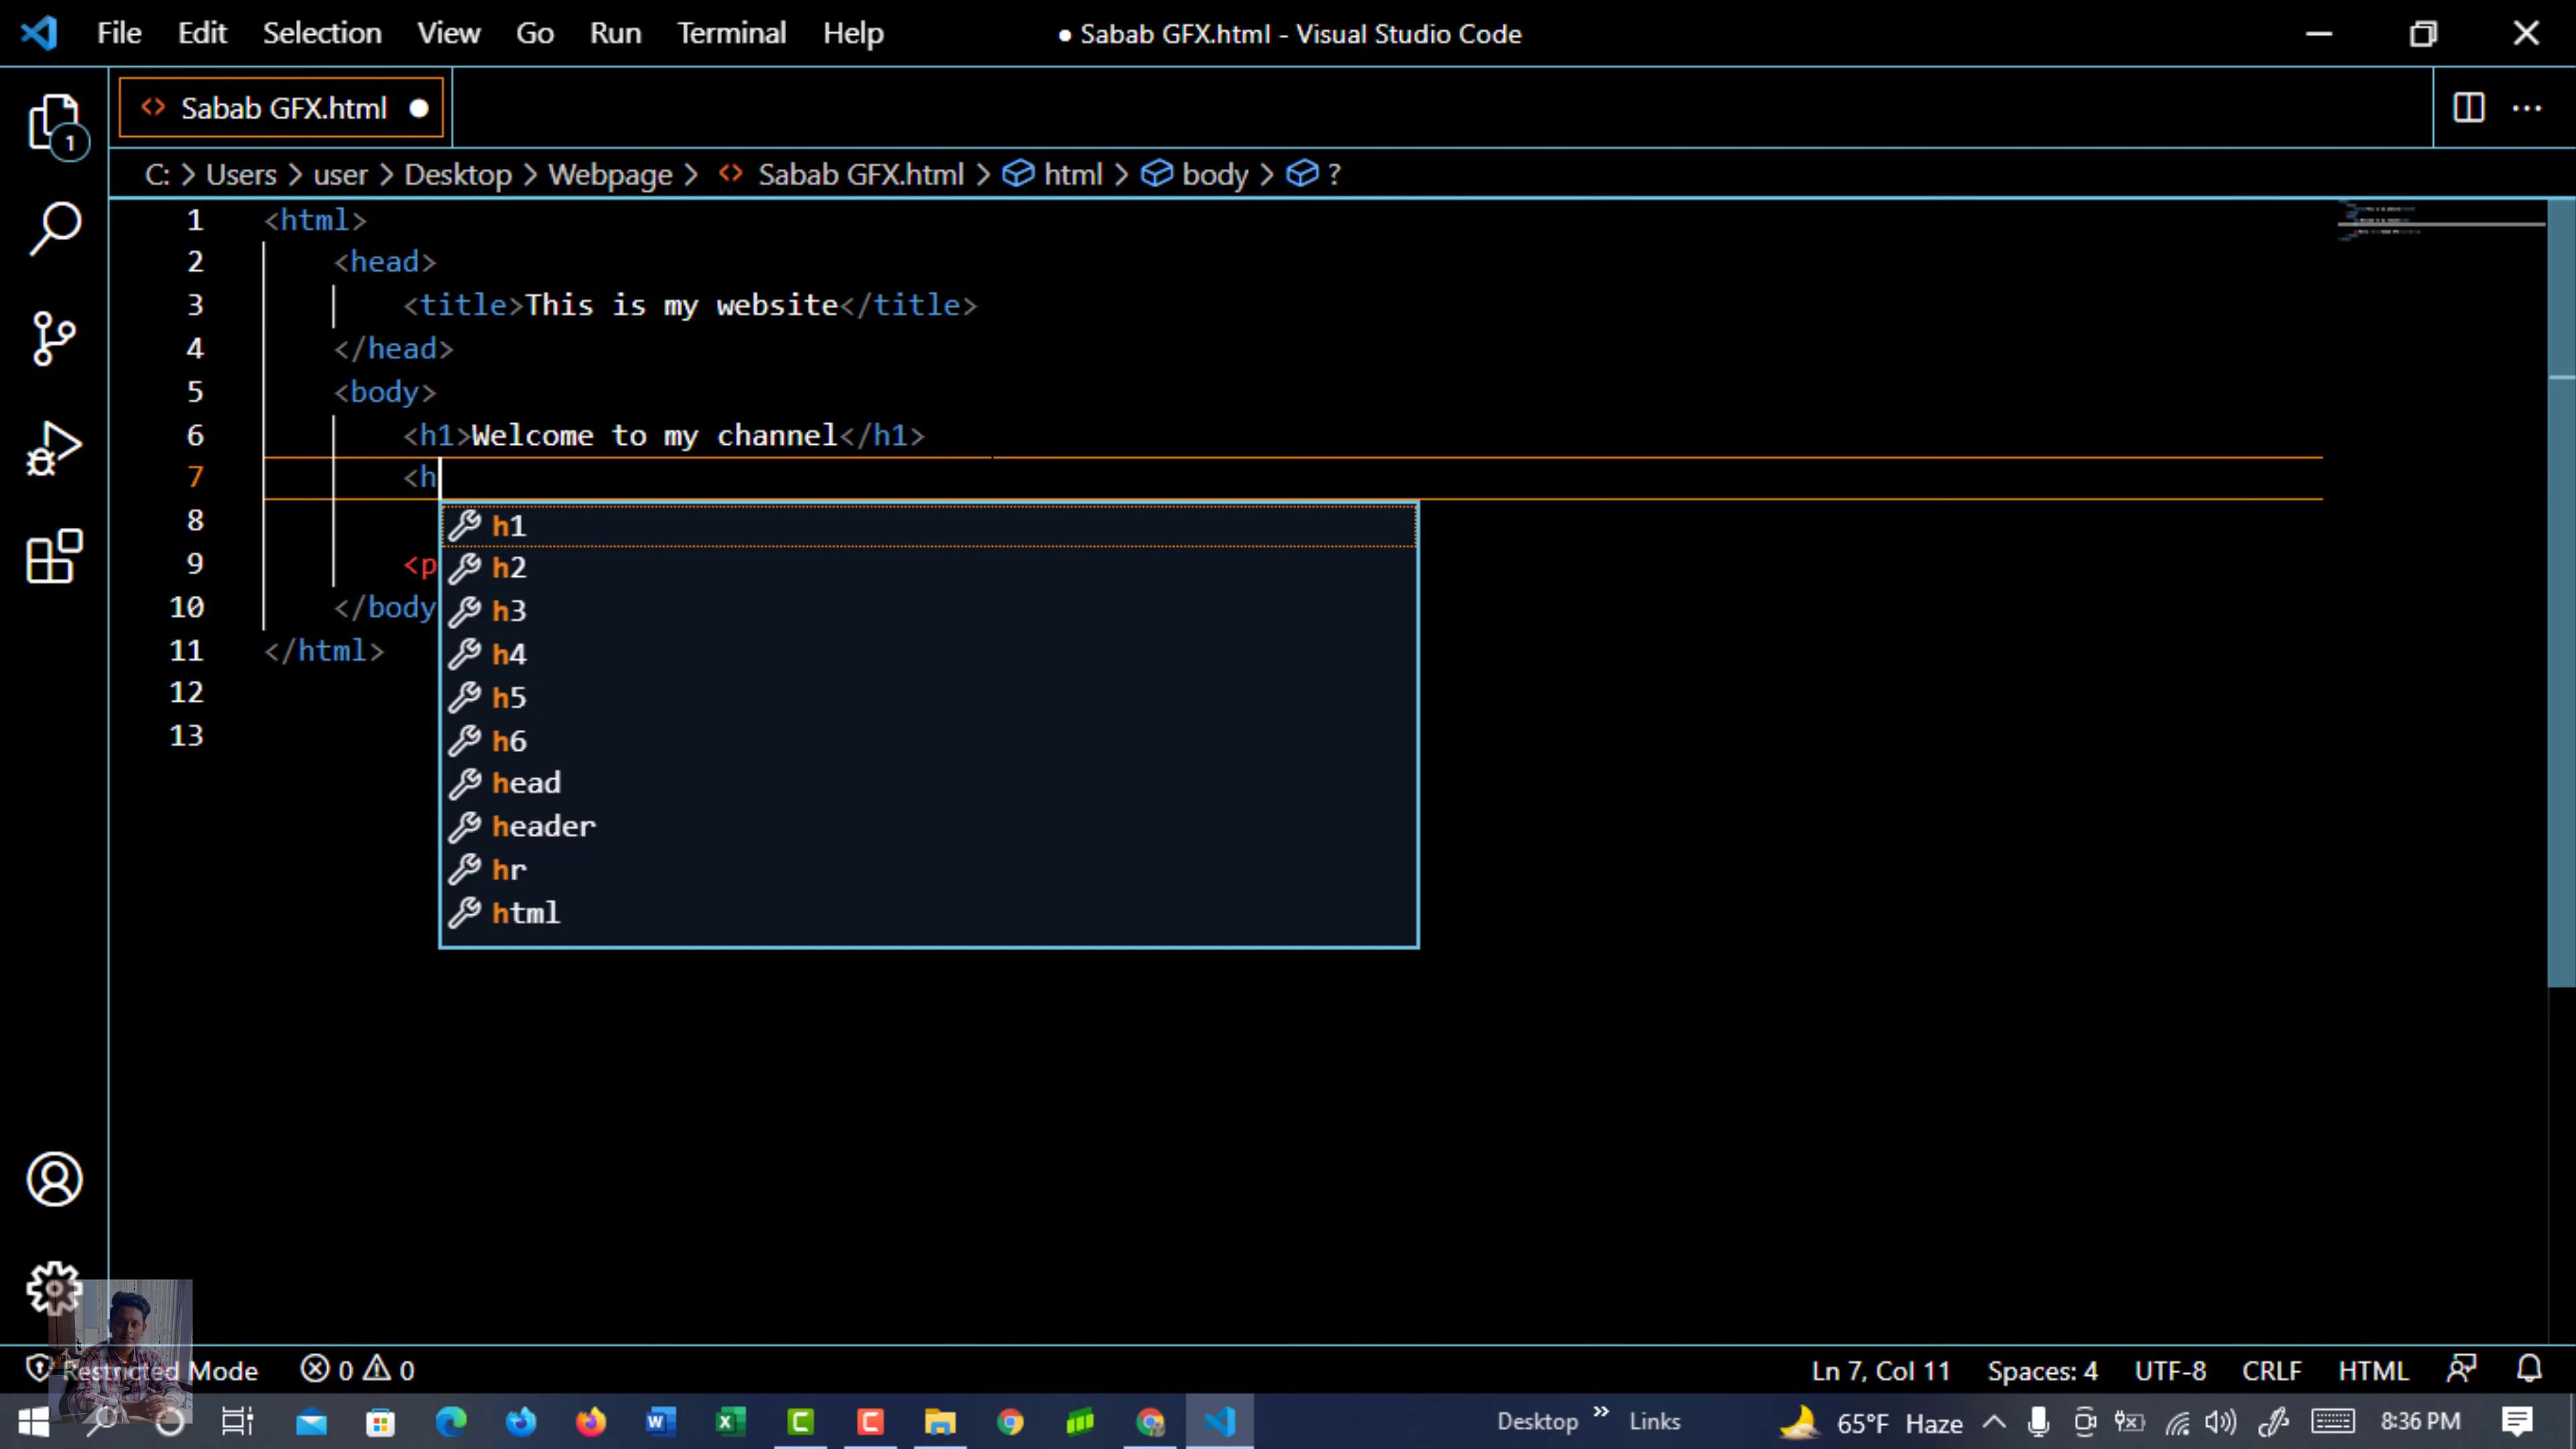 File Edit Selection View Go Run Terminal Help ● Sabab GFX.html - Visual Studio Code
<> Sabab GFX.html ●
1
C: > Users > user > Desktop > Webpage > <> Sabab GFX.html > html > body > ?
1 <html>
2 <head>
3 <title>This is my website</title>
4 </head>
5 <body>
6 <h1>Welcome to my channel</h1>
7 <h
h1
8
h2
9 <p
h3
10 </body
h4
11 </html>
h5
12
h6
13
head
header
hr
html
Restricted Mode 0 0 Ln 7, Col 11 Spaces: 4 UTF-8 CRLF HTML
Desktop » Links 65°F Haze 8:36 PM